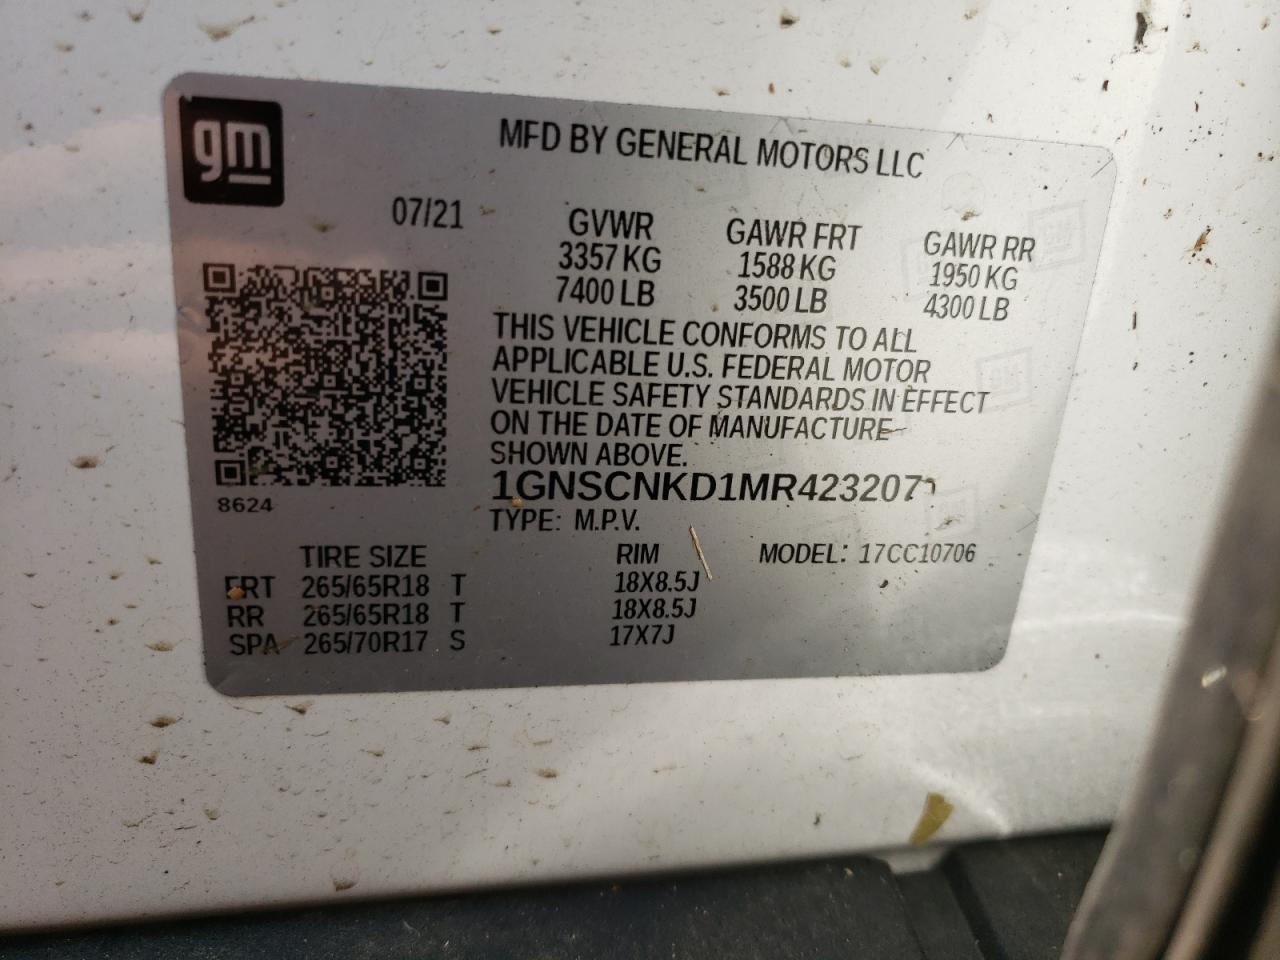 gm
MFD BY GENERAL MOTORS LLC
07/21
GVWR GAWR FRT GAWR RR
3357 KG 1588 KG 1950 KG
7400 LB 3500 LB 4300 LB
THIS VEHICLE CONFORMS TO ALL
APPLICABLE U.S. FEDERAL MOTOR
VEHICLE SAFETY STANDARDS IN EFFECT
ON THE DATE OF MANUFACTURE
SHOWN ABOVE.
1GNSCNKD1MR423207
8624
TYPE: M.P.V.
TIRE SIZE RIM MODEL: 17CC10706
FRT 265/65R18 T 18X8.5J
RR 265/65R18 T 18X8.5J
SPA 265/70R17 S 17X7J